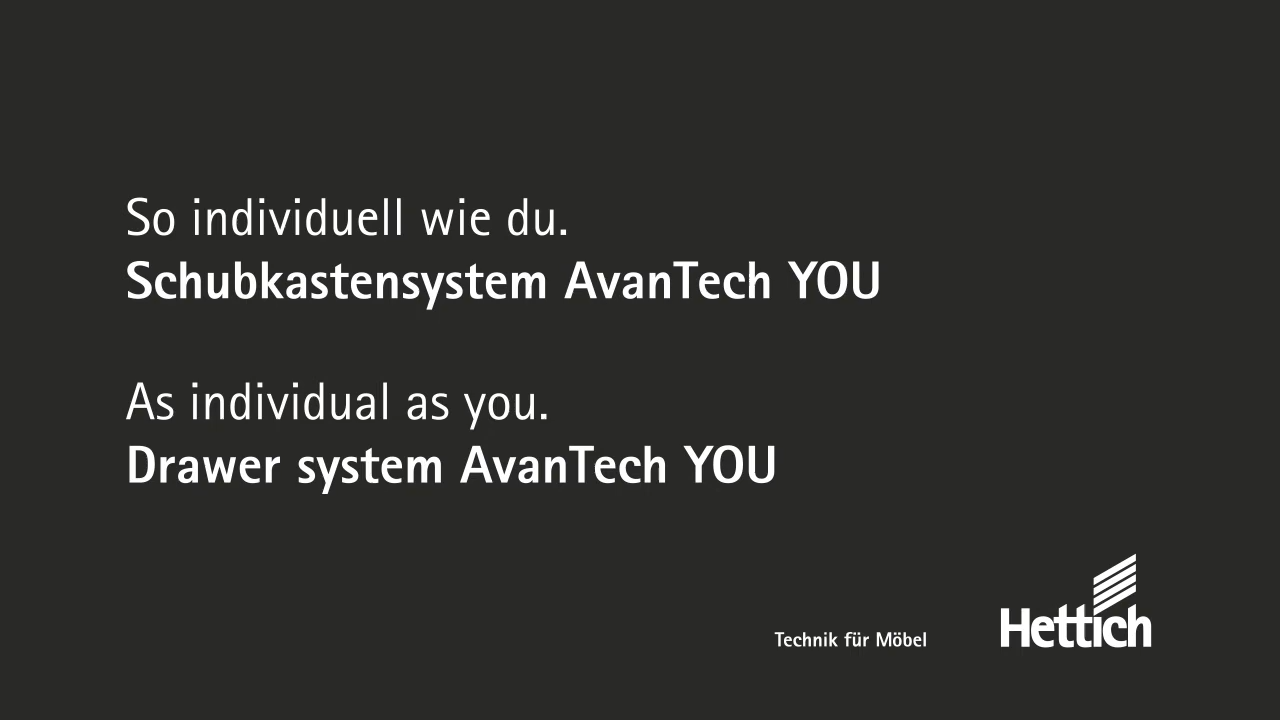 So individuell wie du.
Schubkastensystem AvanTech YOU
As individual as you.
Drawer system AvanTech YOU
Technik für Möbel
Hettich